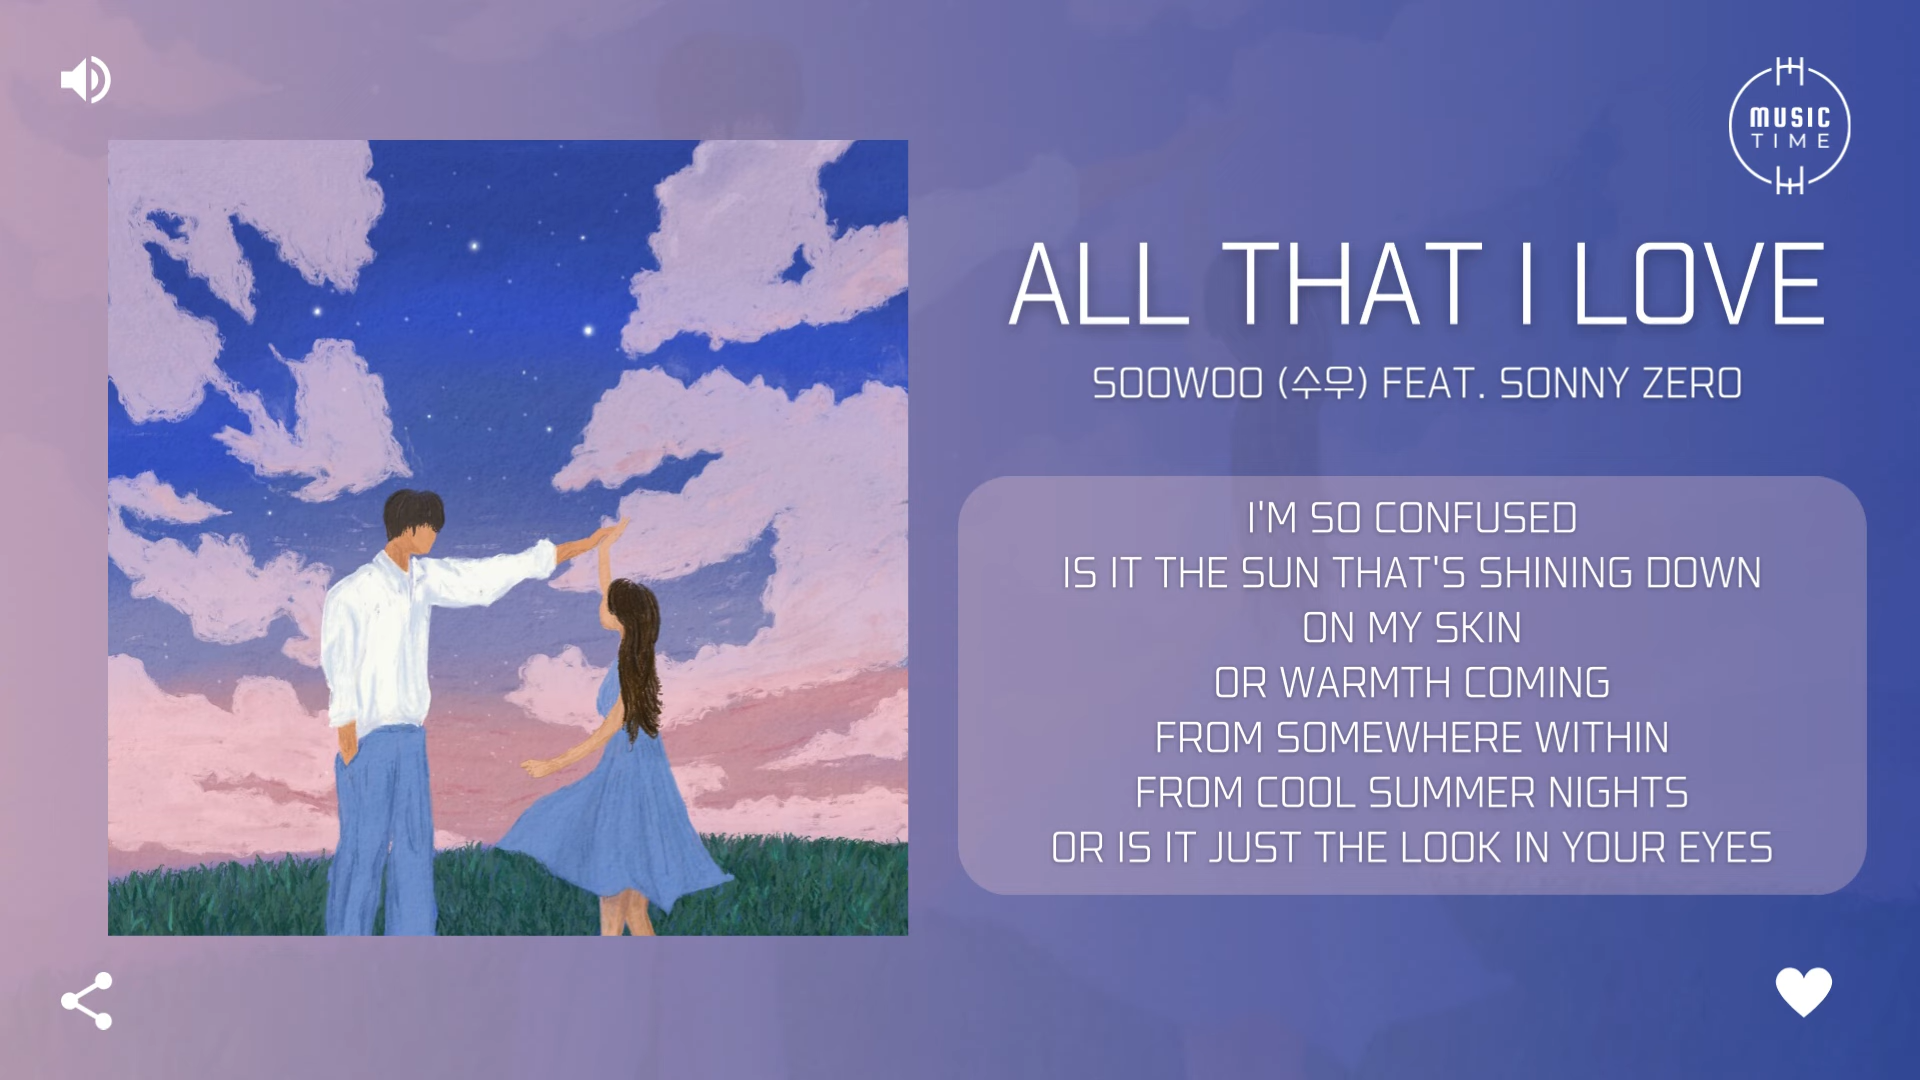 MUSIC
TIME
ALL THAT I LOVE
SOOWOO (수우) FEAT. SONNY ZERO
I'M SO CONFUSED
IS IT THE SUN THAT'S SHINING DOWN
ON MY SKIN
OR WARMTH COMING
FROM SOMEWHERE WITHIN
FROM COOL SUMMER NIGHTS
OR IS IT JUST THE LOOK IN YOUR EYES